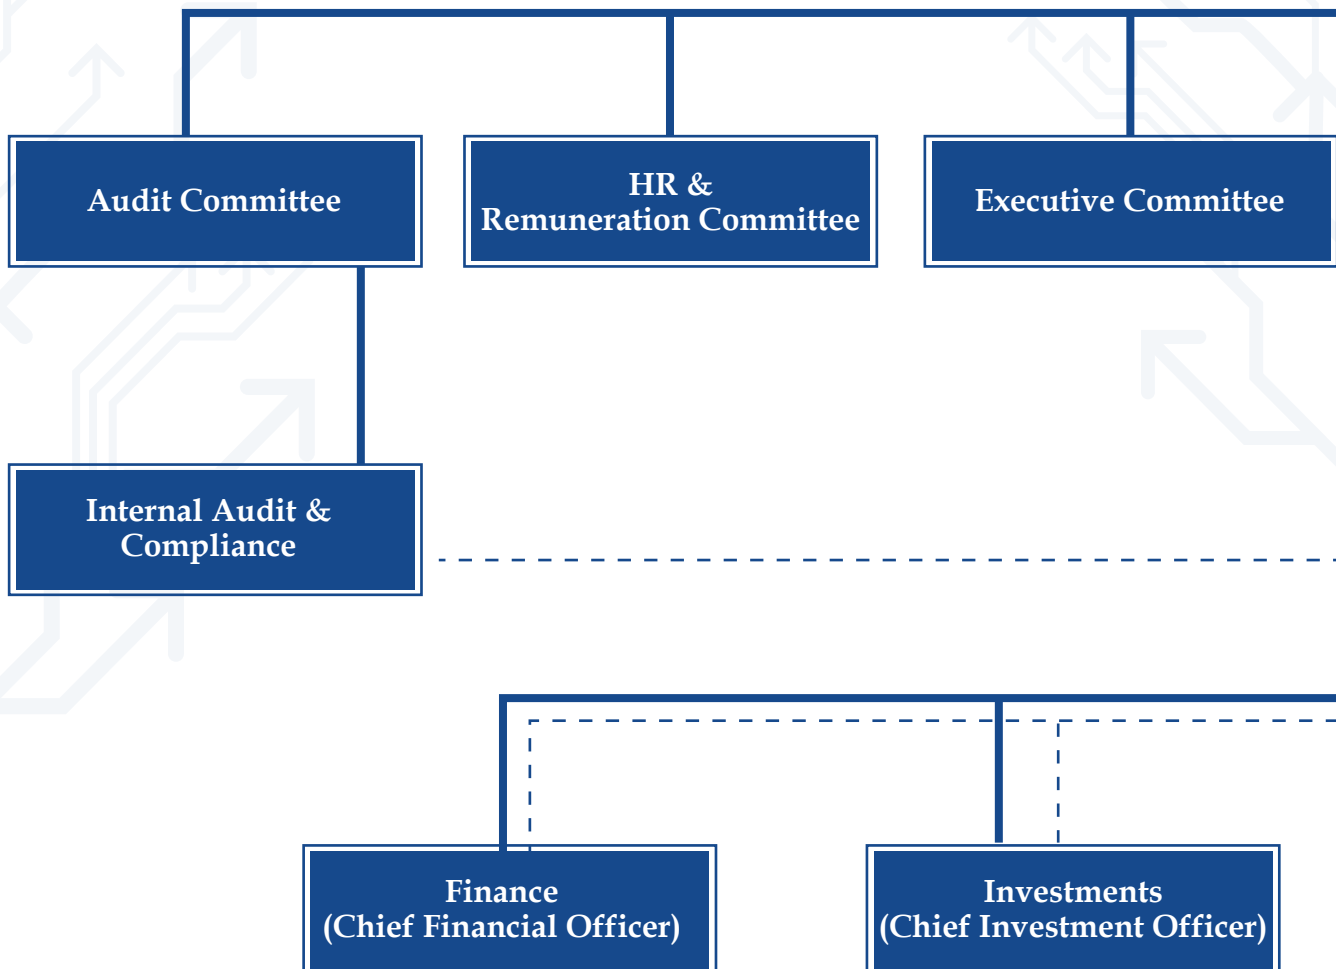 Audit Committee
HR &
Remuneration Committee
Executive Committee
Internal Audit &
Compliance
Finance
(Chief Financial Officer)
Investments
(Chief Investment Officer)